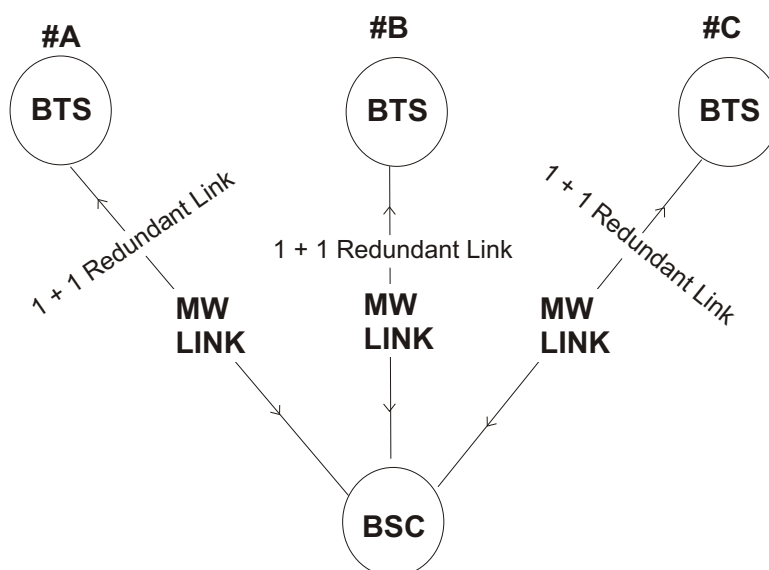 #A
#B
#C
BTS
BTS
BTS
1 + 1 Redundant Link
1 + 1 Redundant Link
1 + 1 Redundant Link
MW
LINK
MW
LINK
MW
LINK
BSC